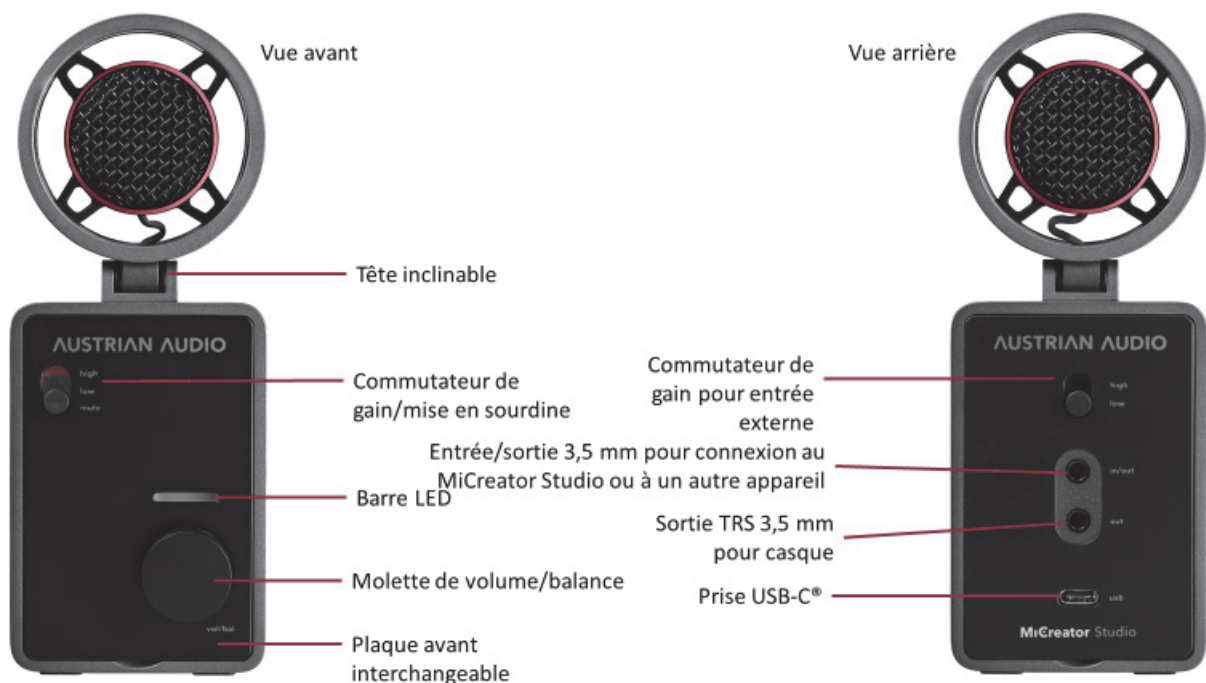 Vue avant
Tête inclinable
AUSTRIAN AUDIO
high
low
mute
Commutateur de
gain/mise en sourdine
Barre LED
Molette de volume/balance
vol/bal
Plaque avant
interchangeable
Vue arrière
AUSTRIAN AUDIO
Commutateur de
gain pour entrée
externe
high
low
Entrée/sortie 3,5 mm pour connexion au
MiCreator Studio ou à un autre appareil
in/out
Sortie TRS 3,5 mm
pour casque
out
Prise USB-C®
usb
MiCreator Studio